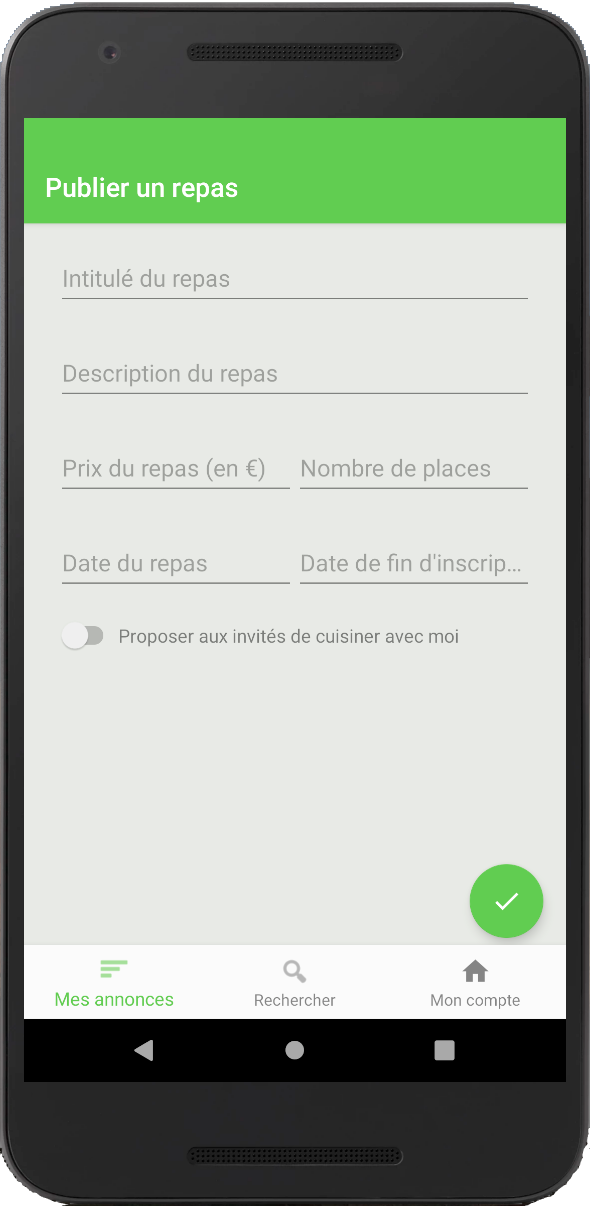 Publier un repas
Intitulé du repas
Description du repas
Prix du repas (en €) Nombre de places
Date du repas Date de fin d'inscrip...
Proposer aux invités de cuisiner avec moi
Mes annonces Rechercher Mon compte